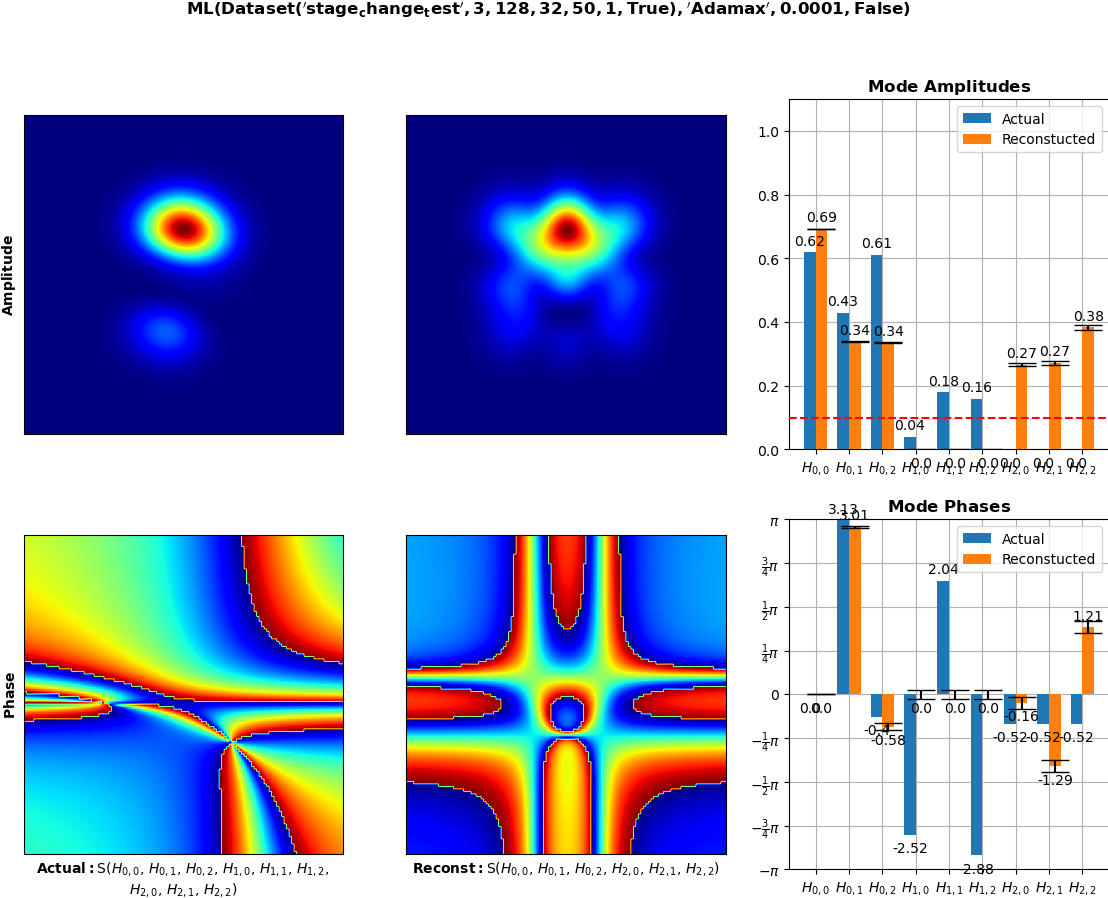 ML(Dataset('stage_change_test', 3, 128, 32, 50, 1, True), 'Adamax', 0.0001, False)
Amplitude
Mode Amplitudes
Actual
Reconstucted
1.0
0.8
0.6
0.4
0.2
0.0
0.62
0.69
0.43
0.34
0.61
0.34
0.04
0.0
0.18
0.0
0.16
0.0
0.0
0.27
0.0
0.27
0.0
0.38
H0,0 H0,1 H0,2 H1,0 H1,1 H1,2 H2,0 H2,1 H2,2
Phase
Actual:S(H0,0, H0,1, H0,2, H1,0, H1,1, H1,2,
H2,0, H2,1, H2,2)
Reconst:S(H0,0, H0,1, H0,2, H2,0, H2,1, H2,2)
Mode Phases
Actual
Reconstucted
π
3/4π
1/2π
1/4π
0
−1/4π
−1/2π
−3/4π
−π
0.0
3.13
3.01
-0.4
-0.58
-2.52
0.0
2.04
0.0
-2.88
0.0
-0.52
-0.16
-0.52
-1.29
-0.52
1.21
H0,0 H0,1 H0,2 H1,0 H1,1 H1,2 H2,0 H2,1 H2,2